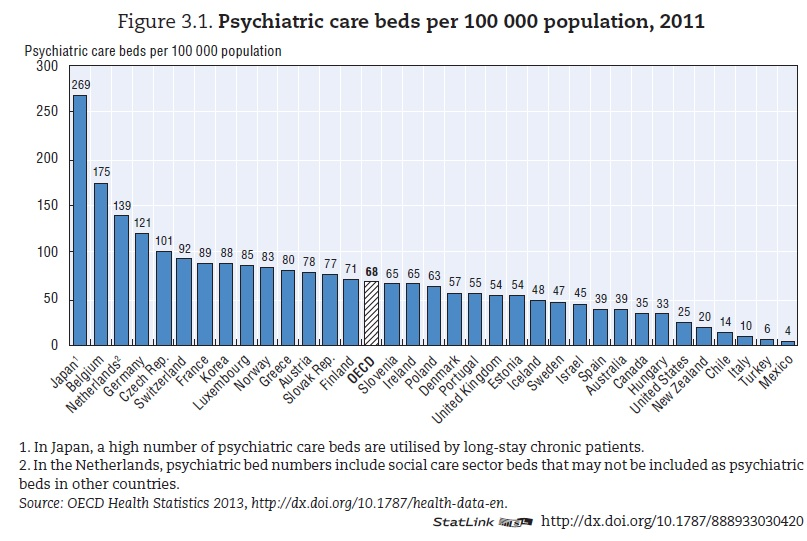 Figure 3.1. Psychiatric care beds per 100 000 population, 2011
Psychiatric care beds per 100 000 population
300
250
200
150
100
50
0
269
175
139
121
101
92
89
88
85
83
80
78
77
71
68
65
65
63
57
55
54
54
48
47
45
39
39
35
33
25
20
14
10
6
4
Japan¹
Belgium
Netherlands²
Germany
Czech Rep.
Switzerland
France
Korea
Luxembourg
Norway
Greece
Austria
Slovak Rep.
Finland
OECD
Slovenia
Ireland
Poland
Denmark
Portugal
United Kingdom
Estonia
Iceland
Sweden
Israel
Spain
Australia
Canada
Hungary
United States
New Zealand
Chile
Italy
Turkey
Mexico
1. In Japan, a high number of psychiatric care beds are utilised by long-stay chronic patients.
2. In the Netherlands, psychiatric bed numbers include social care sector beds that may not be included as psychiatric
beds in other countries.
Source: OECD Health Statistics 2013, http://dx.doi.org/10.1787/health-data-en.
StatLink http://dx.doi.org/10.1787/888933030420